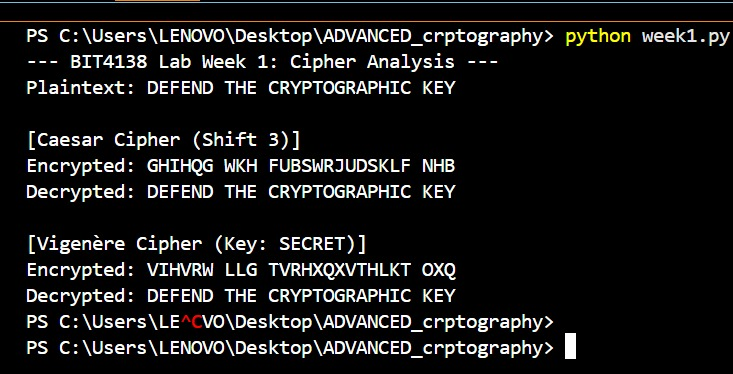 PS C:\Users\LENOVO\Desktop\ADVANCED_crptography> python week1.py
--- BIT4138 Lab Week 1: Cipher Analysis ---
Plaintext: DEFEND THE CRYPTOGRAPHIC KEY
[Caesar Cipher (Shift 3)]
Encrypted: GHIHQG WKH FUBSWRJUDSKLF NHB
Decrypted: DEFEND THE CRYPTOGRAPHIC KEY
[Vigenère Cipher (Key: SECRET)]
Encrypted: VIHVRW LLG TVRHXQXVTHLKT OXQ
Decrypted: DEFEND THE CRYPTOGRAPHIC KEY
PS C:\Users\LE^CVO\Desktop\ADVANCED_crptography>
PS C:\Users\LENOVO\Desktop\ADVANCED_crptography>